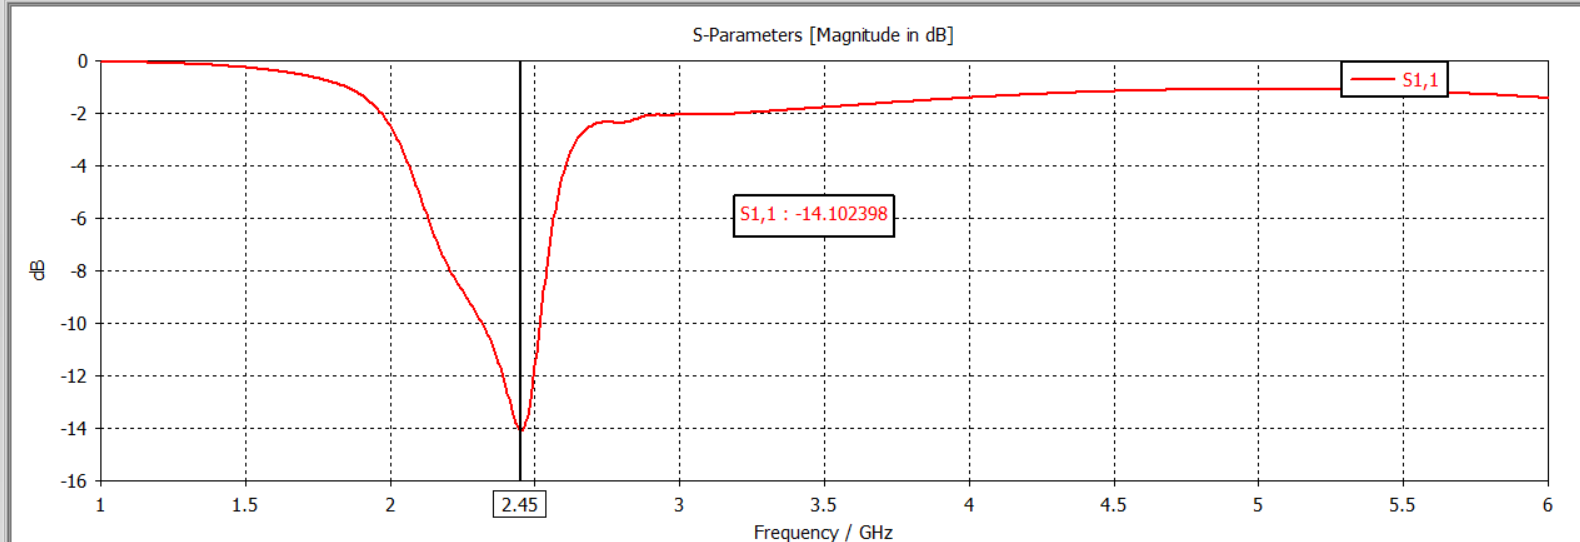 S-Parameters [Magnitude in dB]
S1,1
S1,1 : -14.102398
dB
0
-2
-4
-6
-8
-10
-12
-14
-16
1 1.5 2 2.45 3 3.5 4 4.5 5 5.5 6
Frequency / GHz